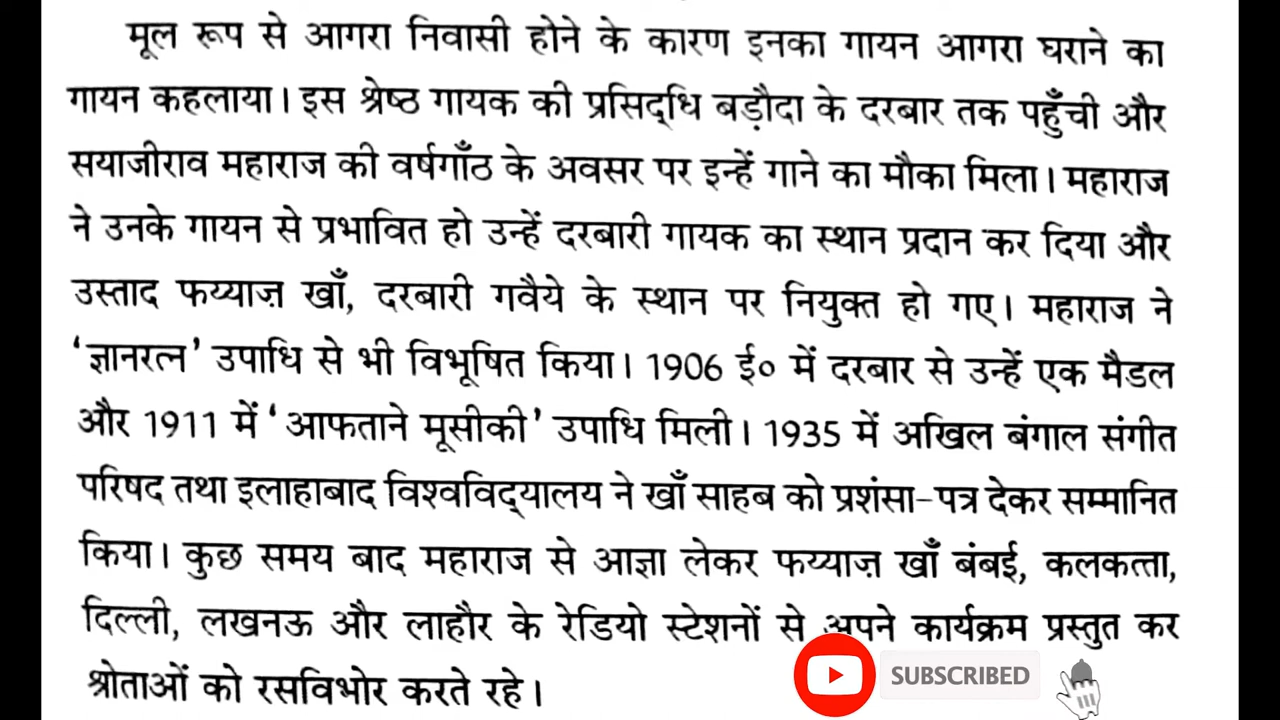 मूल रूप से आगरा निवासी होने के कारण इनका गायन आगरा घराने का
गायन कहलाया। इस श्रेष्ठ गायक की प्रसिद्धि बड़ौदा के दरबार तक पहुँची और
सयाजीराव महाराज की वर्षगाँठ के अवसर पर इन्हें गाने का मौका मिला। महाराज
ने उनके गायन से प्रभावित हो उन्हें दरबारी गायक का स्थान प्रदान कर दिया और
उस्ताद फय्याज़ खाँ, दरबारी गवैये के स्थान पर नियुक्त हो गए। महाराज ने
‘ज्ञानरत्न’ उपाधि से भी विभूषित किया। 1906 ई० में दरबार से उन्हें एक मैडल
और 1911 में ‘ आफताने मूसीकी’ उपाधि मिली। 1935 में अखिल बंगाल संगीत
परिषद तथा इलाहाबाद विश्वविद्यालय ने खाँ साहब को प्रशंसा-पत्र देकर सम्मानित
किया। कुछ समय बाद महाराज से आज्ञा लेकर फय्याज़ खाँ बंबई, कलकत्ता,
दिल्ली, लखनऊ और लाहौर के रेडियो स्टेशनों से अपने कार्यक्रम प्रस्तुत कर
श्रोताओं को रसविभोर करते रहे।
SUBSCRIBED